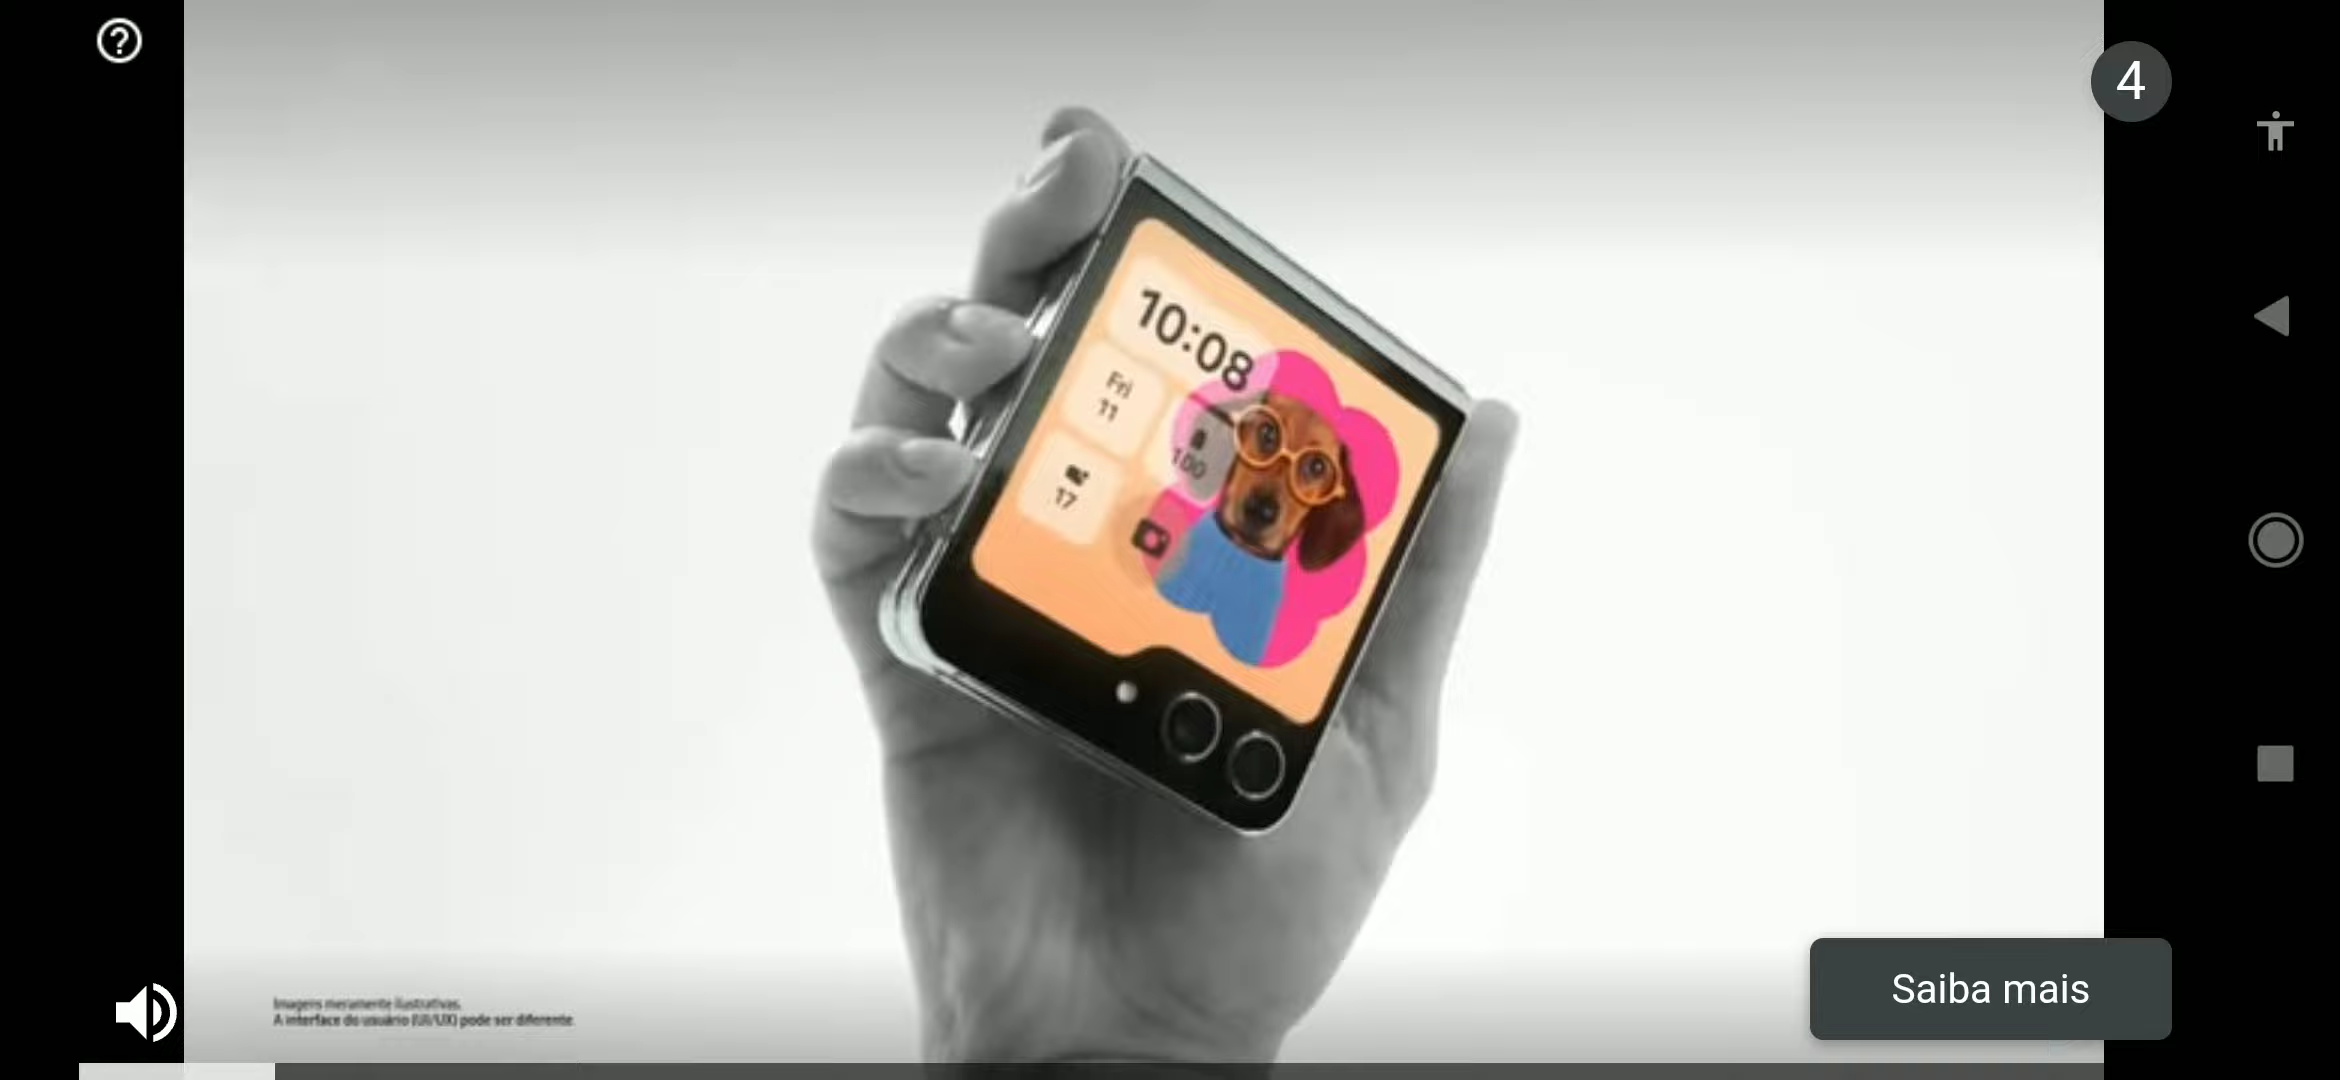 4
10:08
Fri
11
100
17
Imagens meramente ilustrativas.
A interface do usuário (UI/UX) pode ser diferente.
Saiba mais